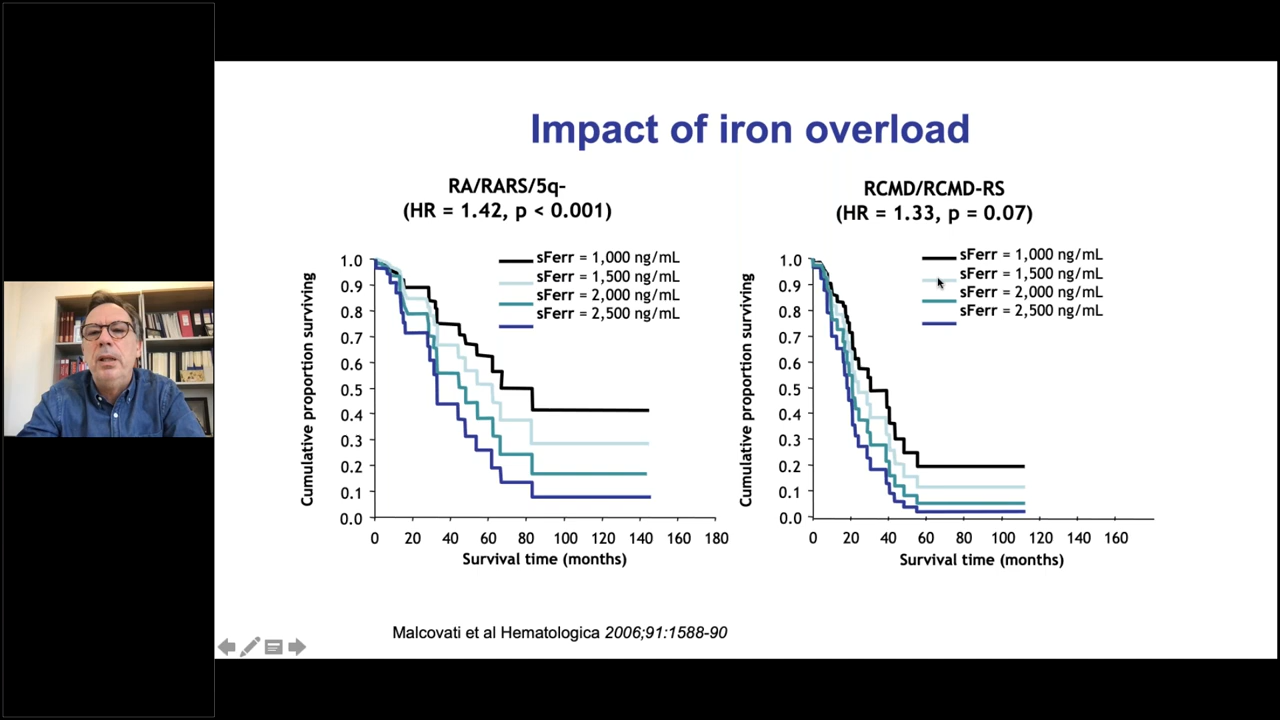 Impact of iron overload
RA/RARS/5q-
(HR = 1.42, p < 0.001)
sFerr = 1,000 ng/mL
sFerr = 1,500 ng/mL
sFerr = 2,000 ng/mL
sFerr = 2,500 ng/mL
Cumulative proportion surviving
1.0
0.9
0.8
0.7
0.6
0.5
0.4
0.3
0.2
0.1
0.0
0 20 40 60 80 100 120 140 160 180
Survival time (months)
RCMD/RCMD-RS
(HR = 1.33, p = 0.07)
sFerr = 1,000 ng/mL
sFerr = 1,500 ng/mL
sFerr = 2,000 ng/mL
sFerr = 2,500 ng/mL
Cumulative proportion surviving
1.0
0.9
0.8
0.7
0.6
0.5
0.4
0.3
0.2
0.1
0.0
0 20 40 60 80 100 120 140 160
Survival time (months)
Malcovati et al Hematologica 2006;91:1588-90